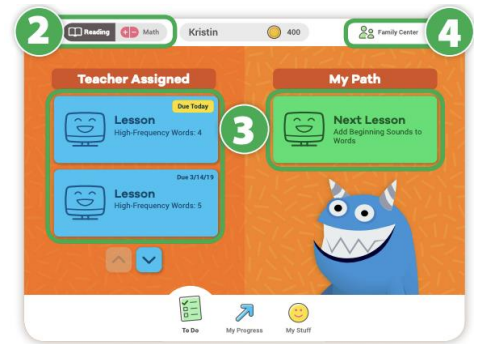 2
Reading
Math
Kristin
400
Family Center
4
Teacher Assigned
My Path
Due Today
Lesson
High-Frequency Words: 4
3
Next Lesson
Add Beginning Sounds to
Words
Due 3/14/19
Lesson
High-Frequency Words: 5
To Do
My Progress
My Stuff